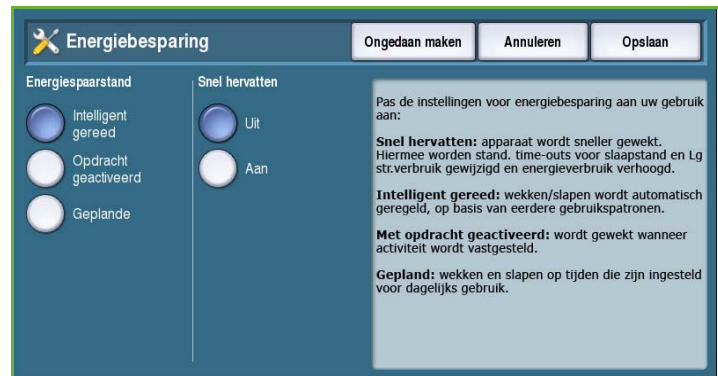 Energiebesparing
Ongedaan maken
Annuleren
Opslaan
Energiespaarstand
Intelligent
gereed
Opdracht
geactiveerd
Geplande
Snel hervatten
Uit
Aan
Pas de instellingen voor energiebesparing aan uw gebruik
aan:
Snel hervatten: apparaat wordt sneller gewekt.
Hiermee worden stand. time-outs voor slaapstand en Lg
str.verbruik gewijzigd en energieverbruik verhoogd.
Intelligent gereed: wekken/slapen wordt automatisch
geregeld, op basis van eerdere gebruikspatronen.
Met opdracht geactiveerd: wordt gewekt wanneer
activiteit wordt vastgesteld.
Gepland: wekken en slapen op tijden die zijn ingesteld
voor dagelijks gebruik.